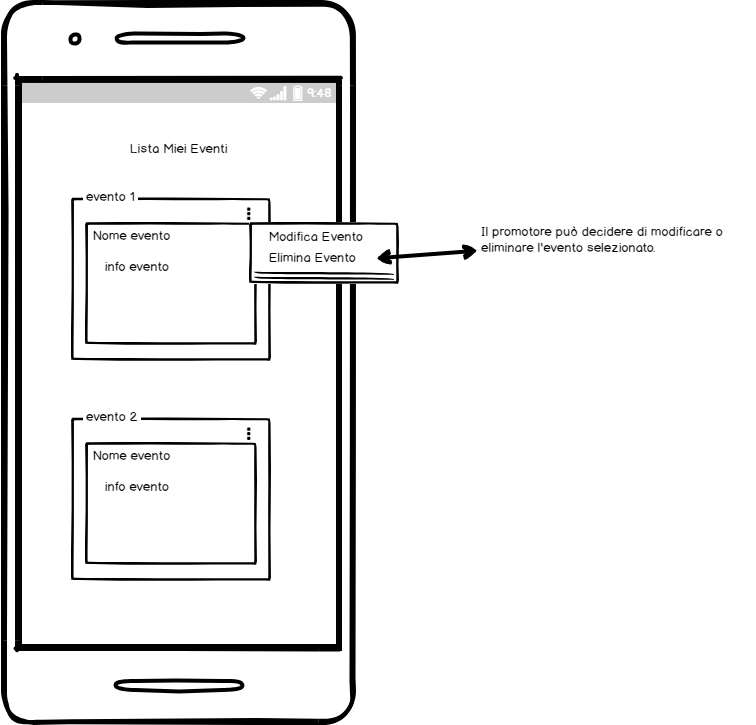 9:48
Lista Miei Eventi
evento 1
Nome evento
info evento
Modifica Evento
Elimina Evento
Il promotore può decidere di modificare o
eliminare l'evento selezionato.
evento 2
Nome evento
info evento